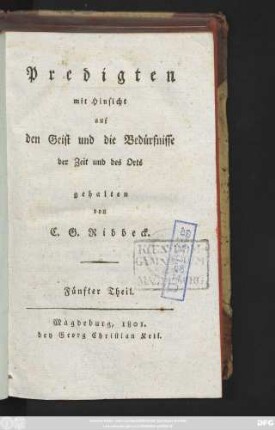 Predigten
mit Hinsicht
auf
den Geist und die Bedürfnisse
der Zeit und des Orts
gehalten
von
C. G. Ribbeck.
Fünfter Theil.
Magdeburg, 1801.
bey Georg Christian Keil.